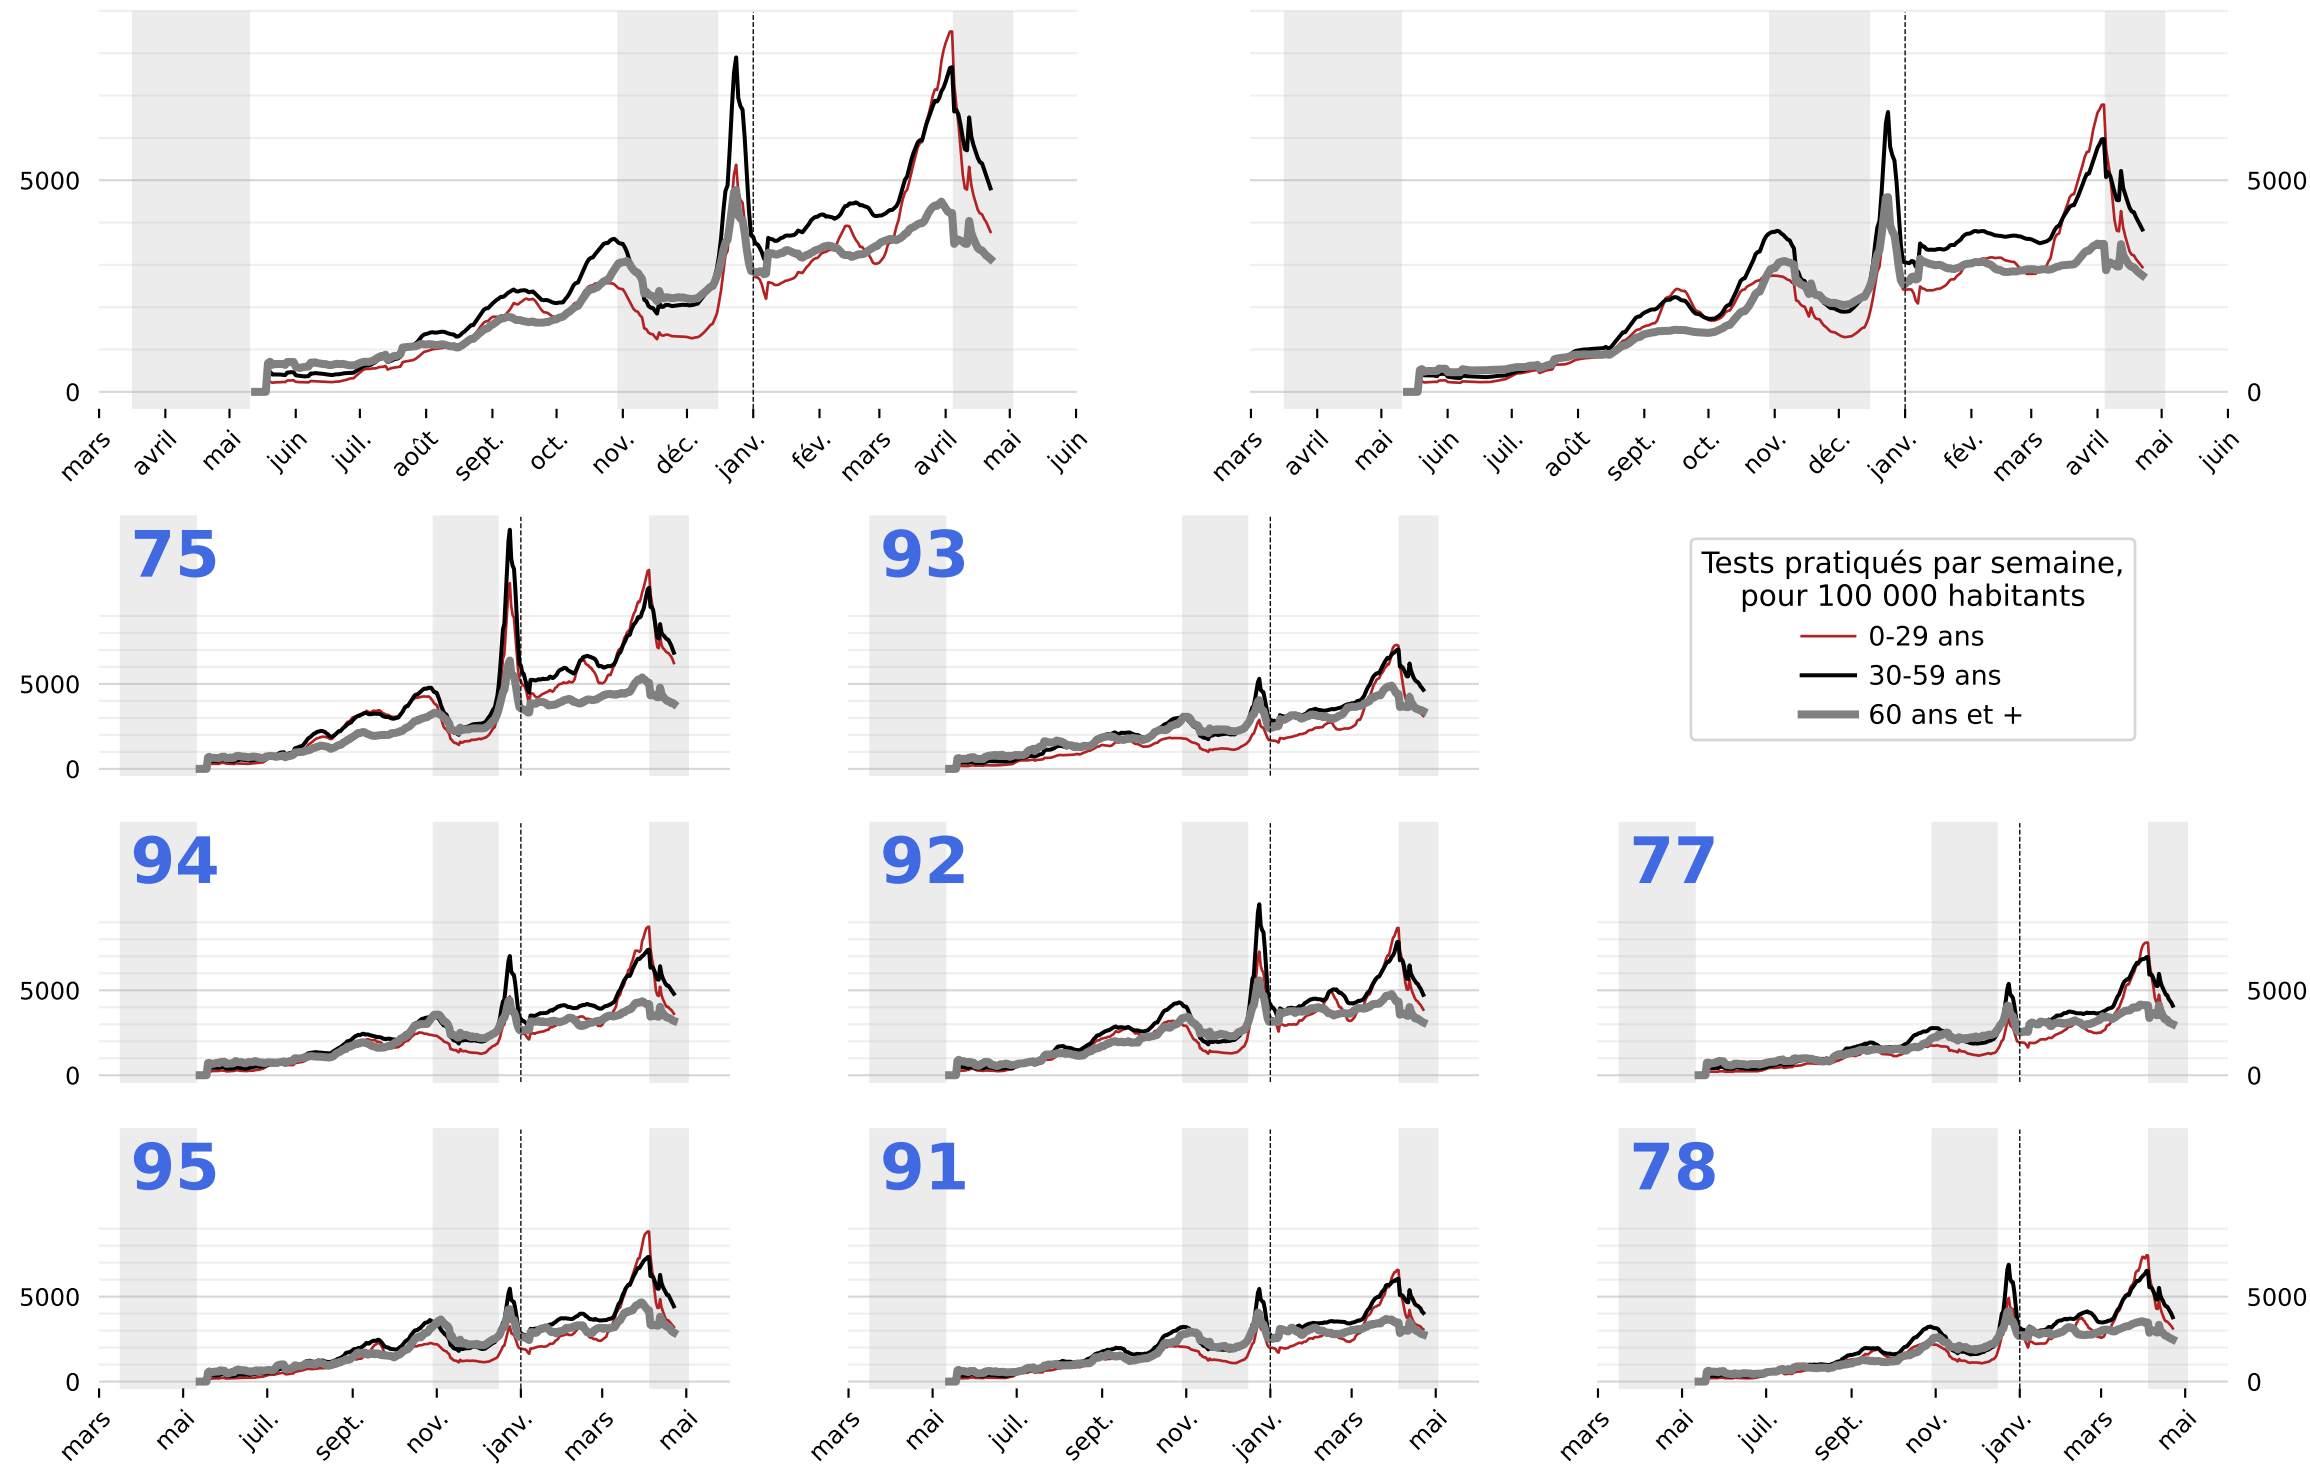 5000
0
mars avril mai juin juil. août sept. oct. nov. déc. janv. fév. mars avril mai juin
5000
0
mars avril mai juin juil. août sept. oct. nov. déc. janv. fév. mars avril mai juin
75
5000
0
93
Tests pratiqués par semaine,
pour 100 000 habitants
0-29 ans
30-59 ans
60 ans et +
94
5000
0
92
77
5000
0
95
5000
0
mars mai juil. sept. nov. janv. mars mai
91
mars mai juil. sept. nov. janv. mars mai
78
5000
0
mars mai juil. sept. nov. janv. mars mai